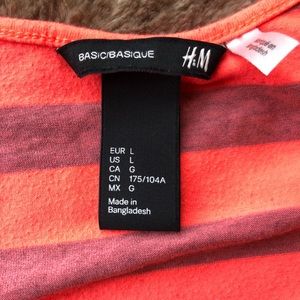 BASIC/BASIQUE
H&M
EUR L
US L
CA G
CN 175/104A
MX G
Made in
Bangladesh